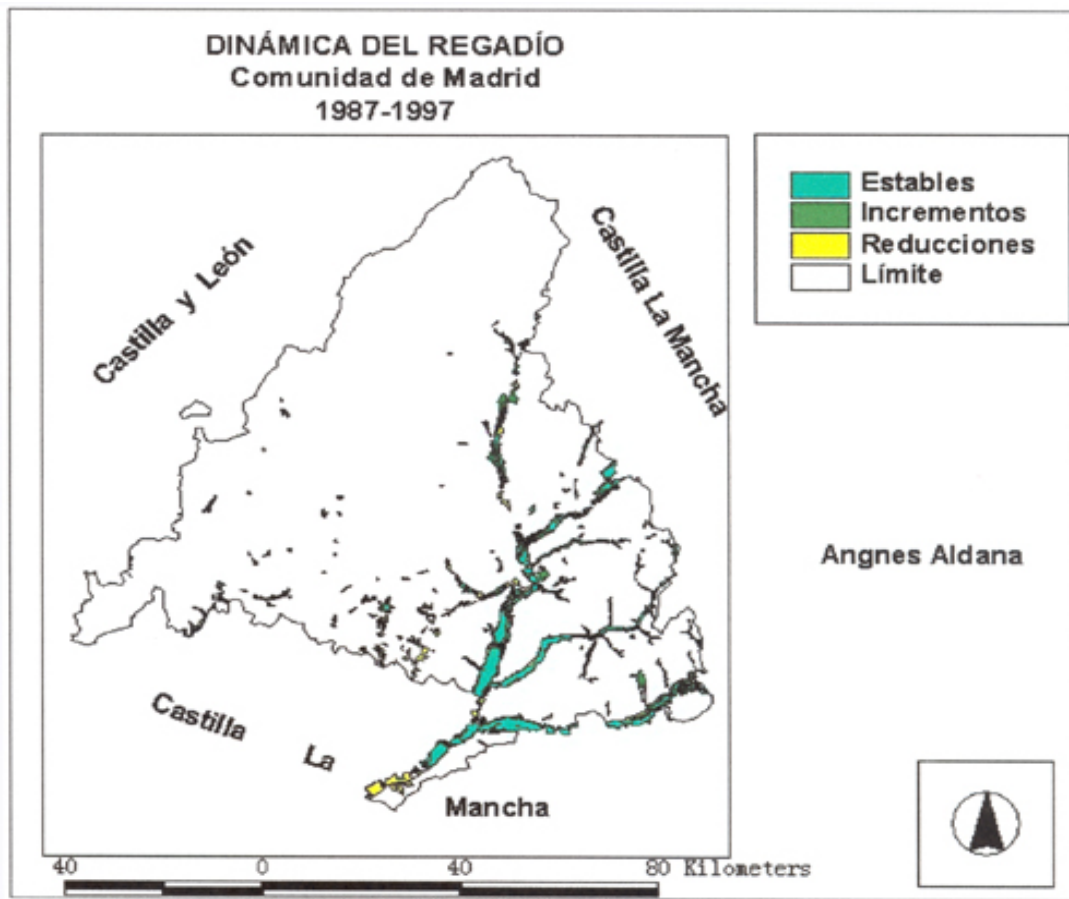 DINÁMICA DEL REGADÍO
Comunidad de Madrid
1987-1997
Estables
Incrementos
Reducciones
Límite
Castilla y León
Castilla La Mancha
Angnes Aldana
Castilla La
Mancha
40 0 40 80 Kilometers